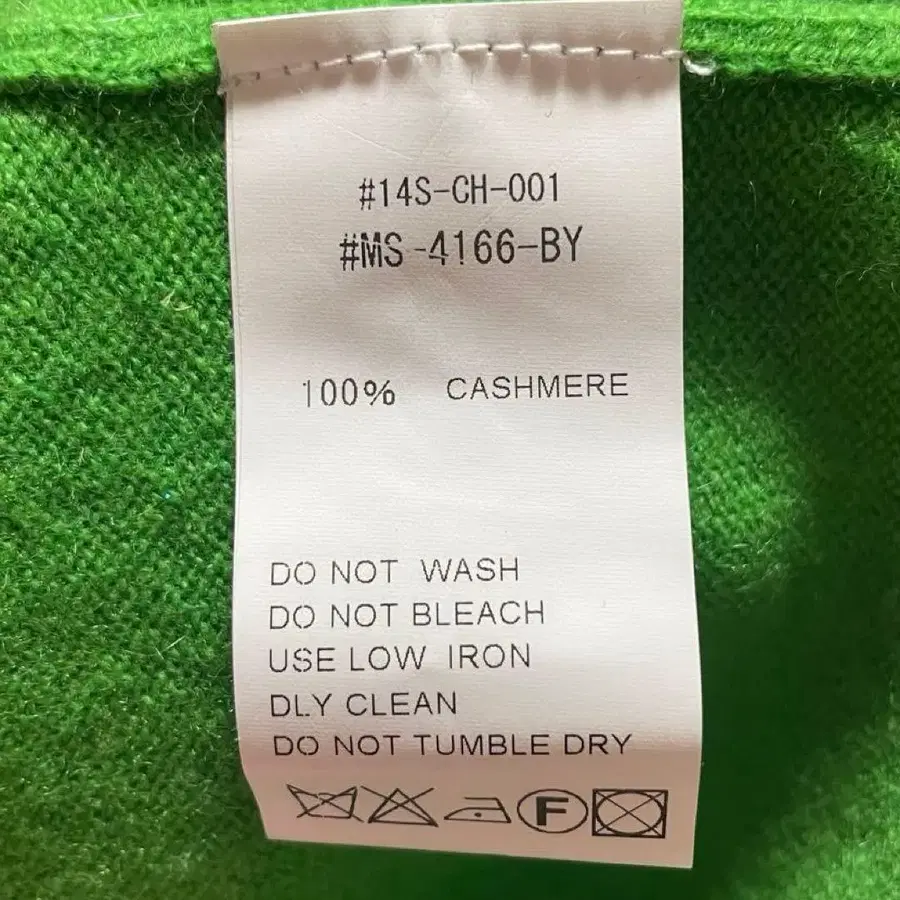 #14S-CH-001
#MS-4166-BY
100% CASHMERE
DO NOT WASH
DO NOT BLEACH
USE LOW IRON
DLY CLEAN
DO NOT TUMBLE DRY
F